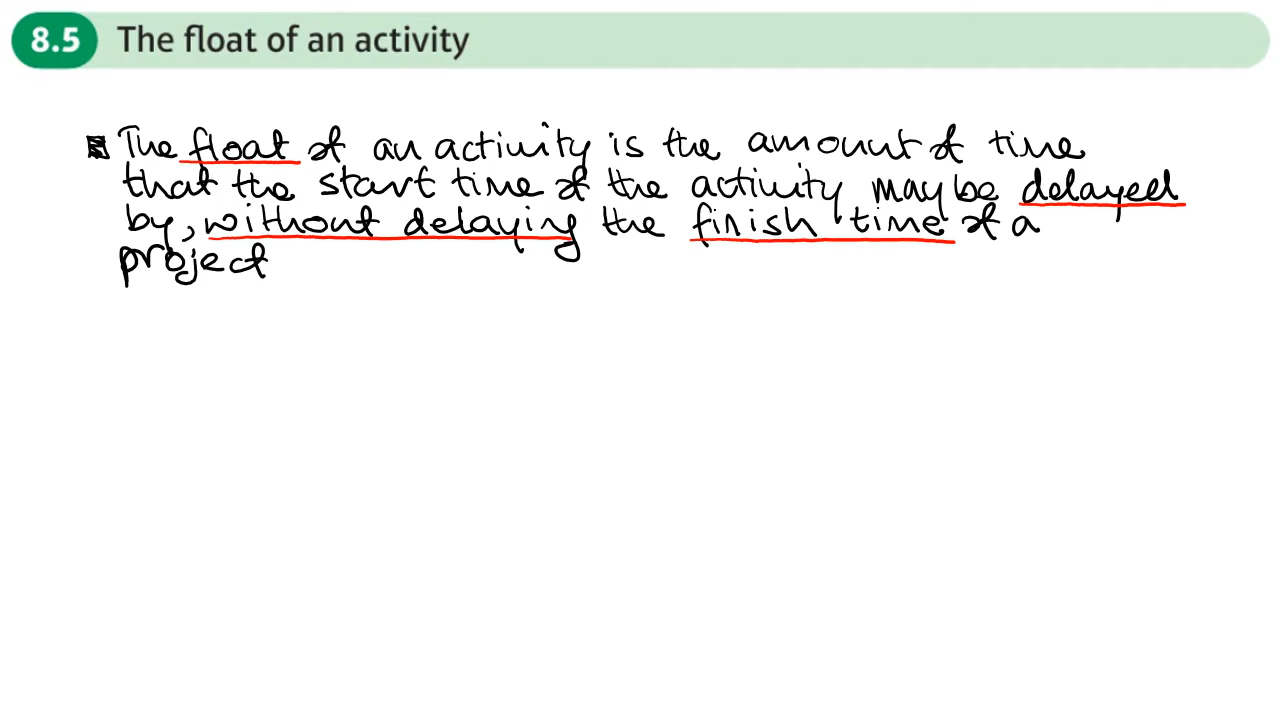 8.5 The float of an activity
The float of an activity is the amount of time
that the start time of the activity may be delayed
by, without delaying the finish time of a
project